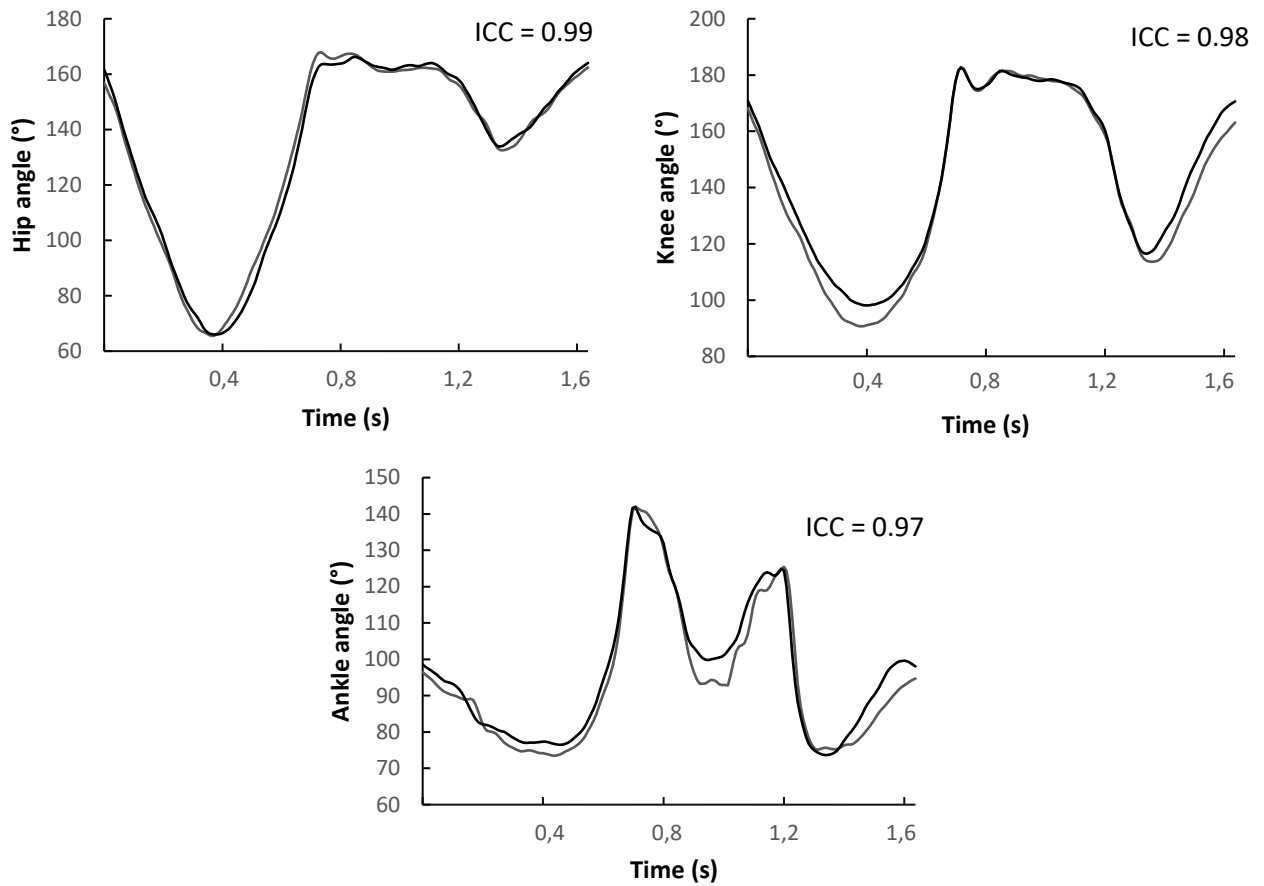 ICC = 0.99
Hip angle (°)
180
160
140
120
100
80
60
0,4 0,8 1,2 1,6
Time (s)
ICC = 0.98
Knee angle (°)
200
180
160
140
120
100
80
0,4 0,8 1,2 1,6
Time (s)
ICC = 0.97
Ankle angle (°)
150
140
130
120
110
100
90
80
70
60
0,4 0,8 1,2 1,6
Time (s)